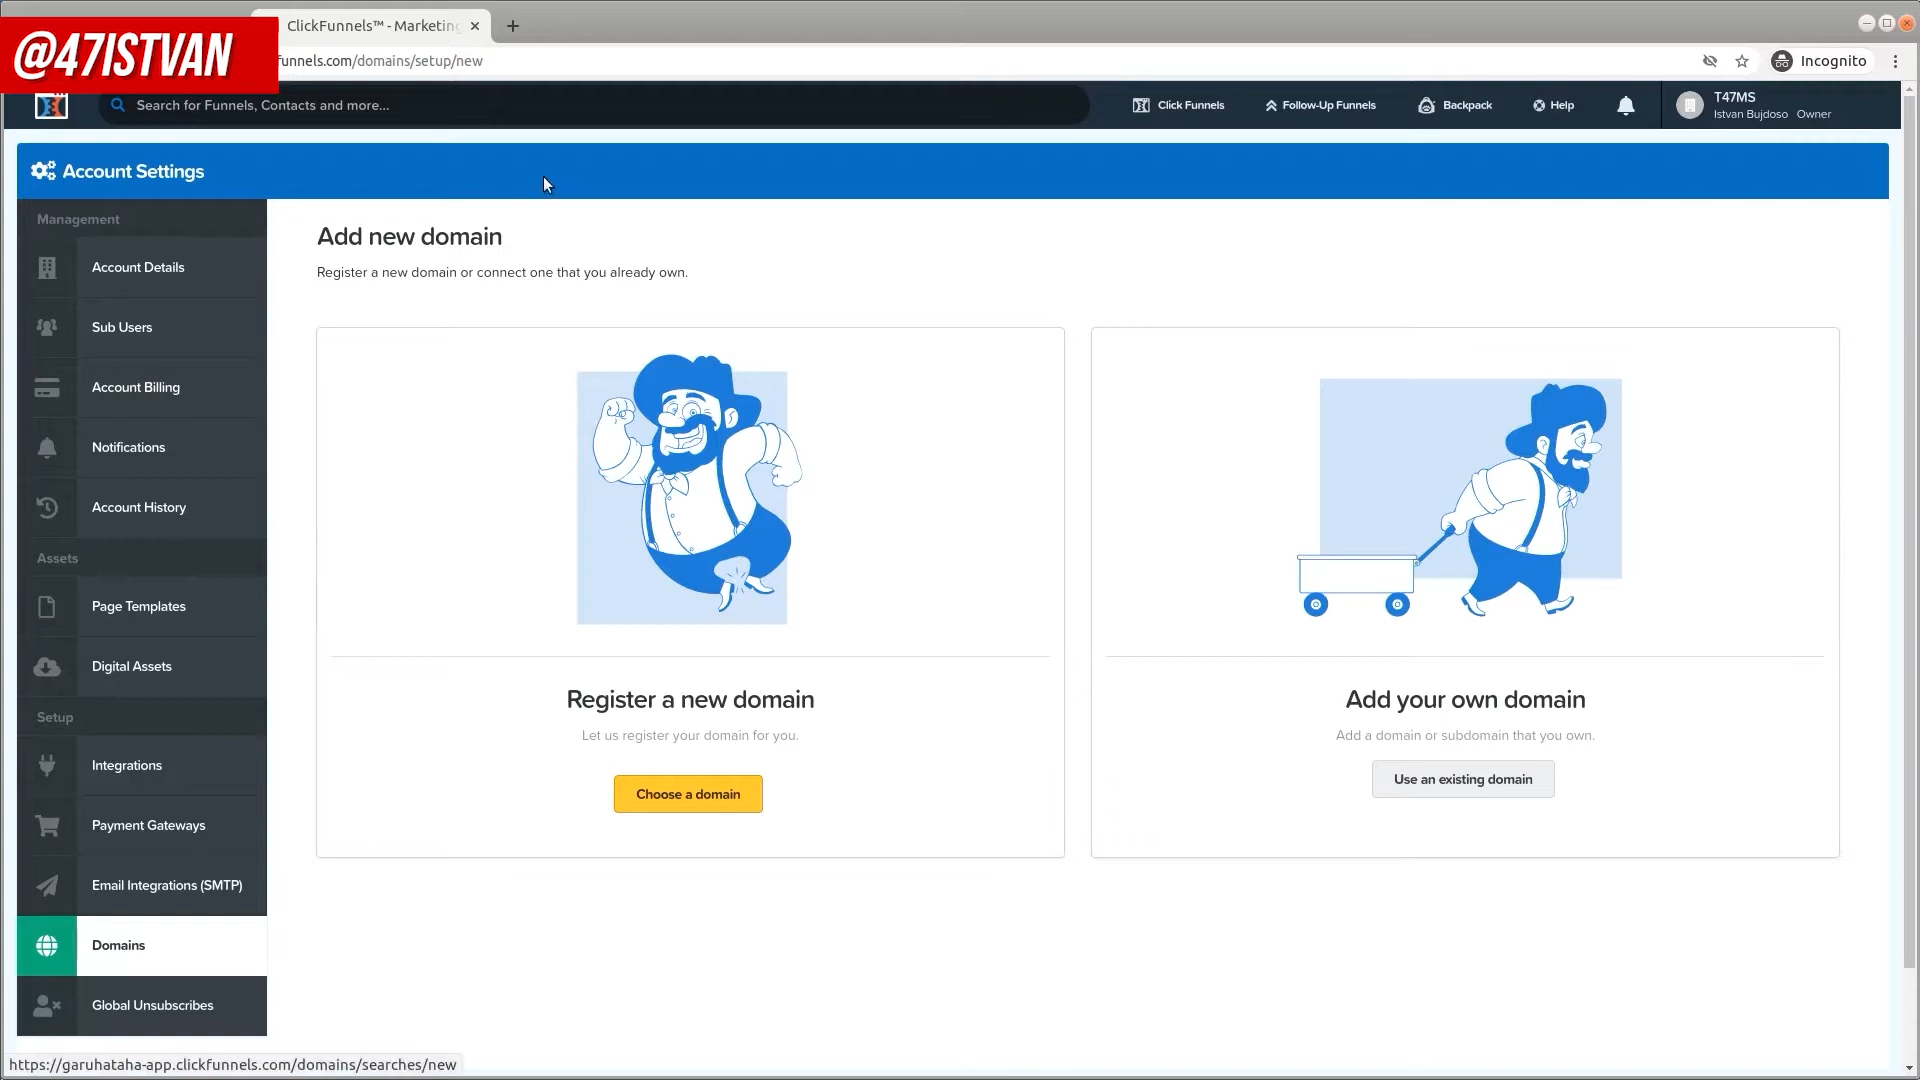 ClickFunnels™ - Marketing
@47ISTVAN
funnels.com/domains/setup/new
Incognito
Search for Funnels, Contacts and more...
Click Funnels
Follow-Up Funnels
Backpack
Help
T47MS
Istvan Bujdoso Owner
Account Settings
Management
Account Details
Sub Users
Account Billing
Notifications
Account History
Assets
Page Templates
Digital Assets
Setup
Integrations
Payment Gateways
Email Integrations (SMTP)
Domains
Global Unsubscribes
Add new domain
Register a new domain or connect one that you already own.
Register a new domain
Let us register your domain for you.
Choose a domain
Add your own domain
Add a domain or subdomain that you own.
Use an existing domain
https://garuhataha-app.clickfunnels.com/domains/searches/new